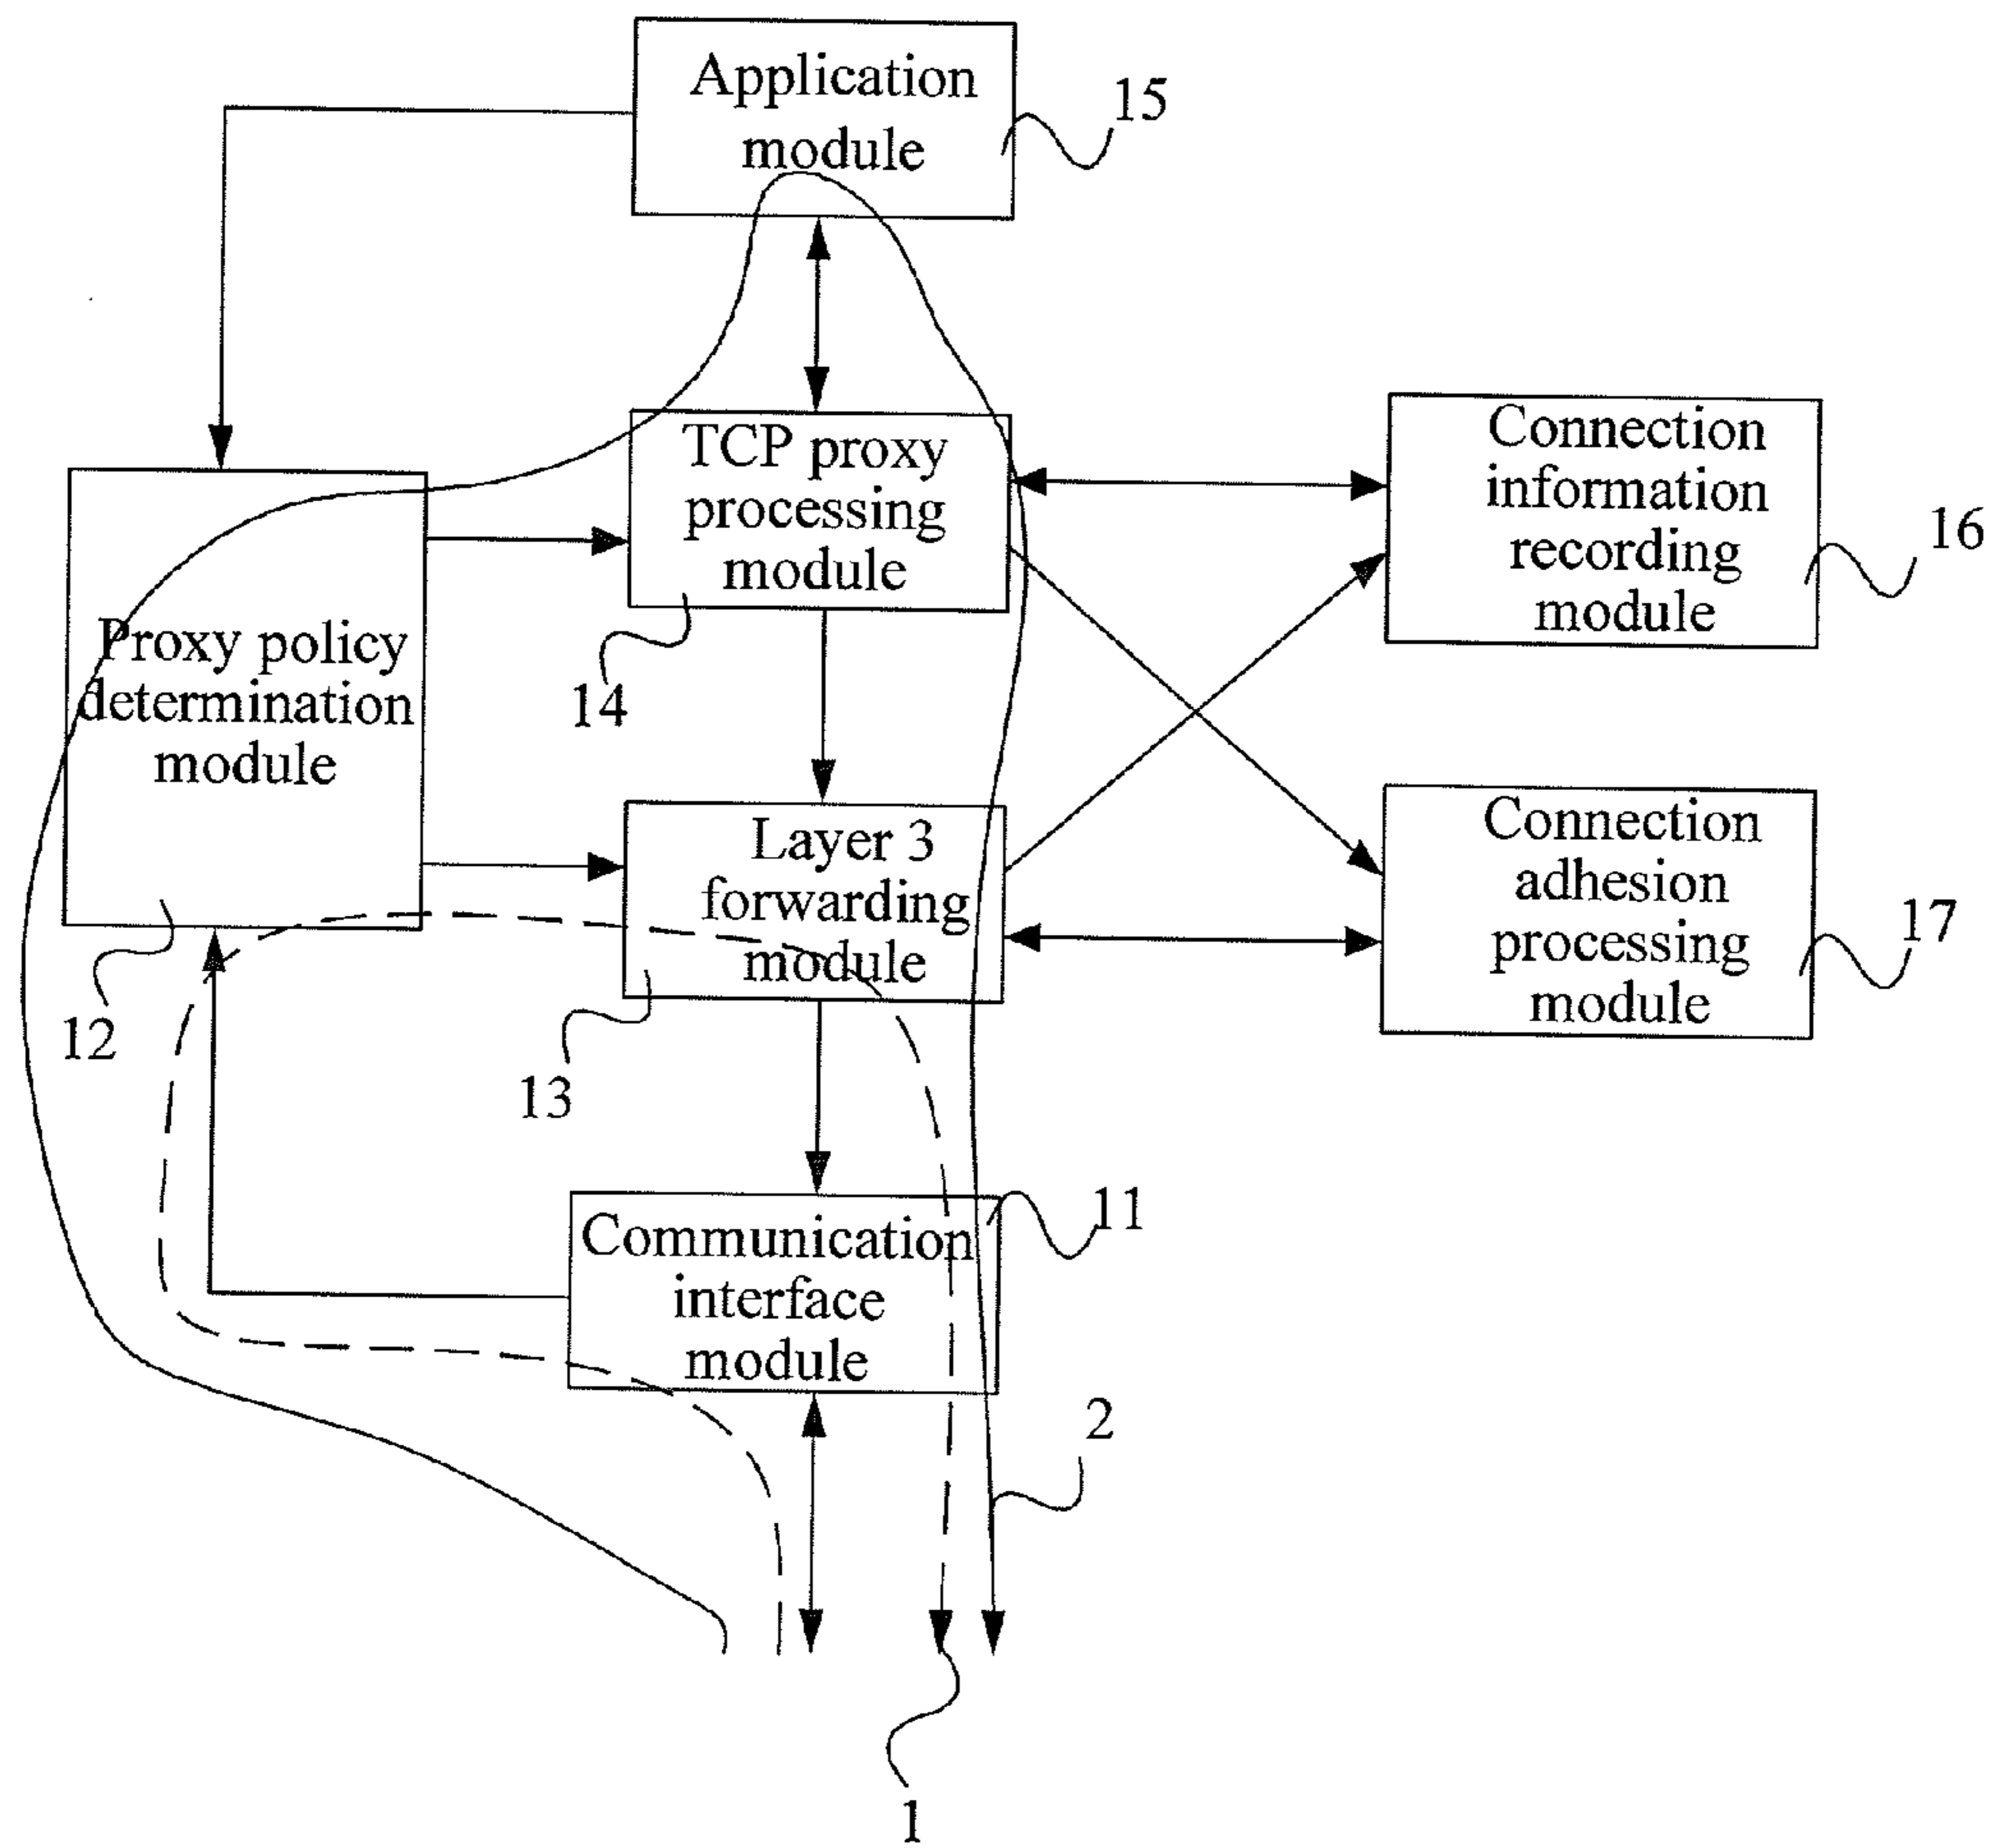 Application
module
15
TCP proxy
processing
module
14
Connection
information
recording
module
16
Proxy policy
determination
module
12
Layer 3
forwarding
module
13
Connection
adhesion
processing
module
17
Communication
interface
module
11
2
1